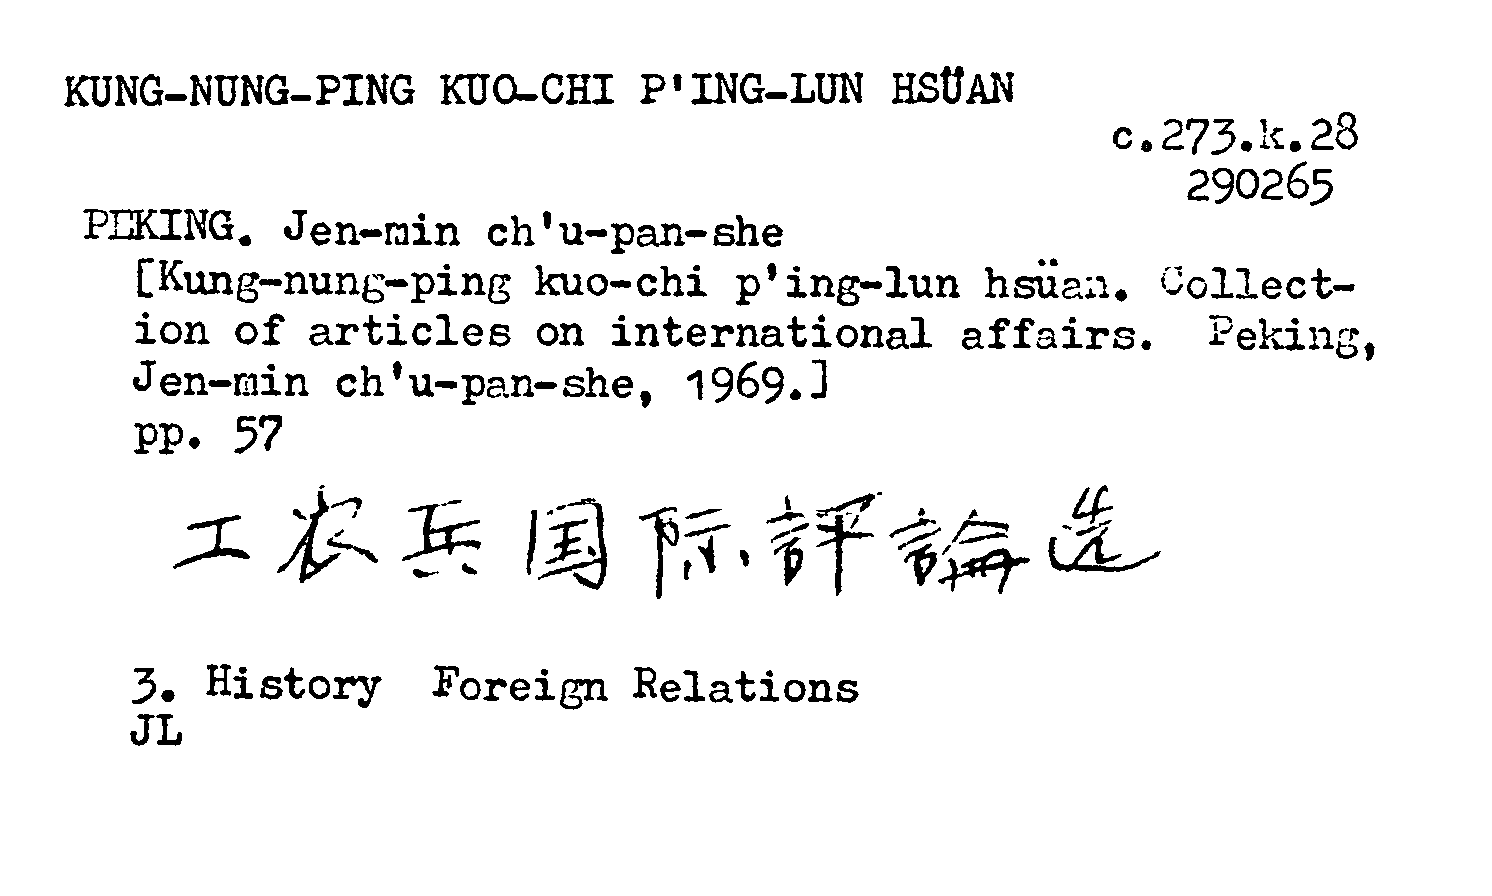 KUNG-NUNG-PING KUO-CHI P'ING-LUN HSÜAN
c.273.k.28
290265
PEKING. Jen-min ch'u-pan-she
[Kung-nung-ping kuo-chi p'ing-lun hsüan. Collect-
ion of articles on international affairs. Peking,
Jen-min ch'u-pan-she, 1969.]
pp. 57
工农兵国际評論选
3. History Foreign Relations
JL